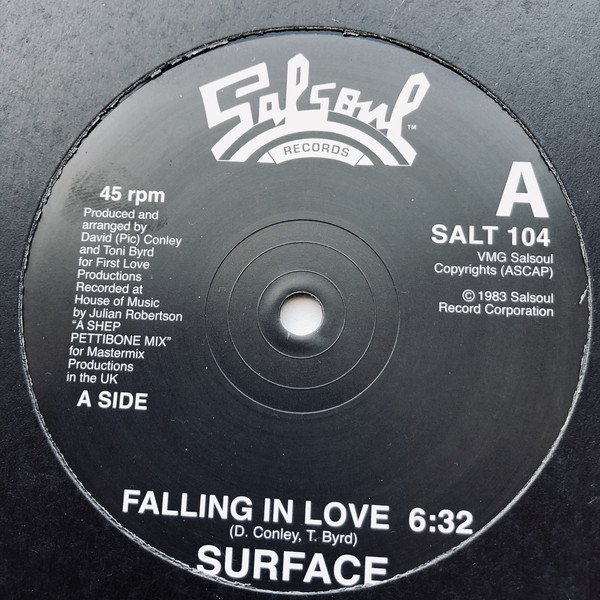 Salsoul™
RECORDS
A
45 rpm
SALT 104
Produced and
arranged by
David (Pic) Conley
and Toni Byrd
for First Love
Productions
Recorded at
House of Music
by Julian Robertson
"A SHEP
PETTIBONE MIX"
for Mastermix
Productions
in the UK
A SIDE
VMG Salsoul
Copyrights (ASCAP)
© 1983 Salsoul
Record Corporation
FALLING IN LOVE 6:32
(D. Conley, T. Byrd)
SURFACE